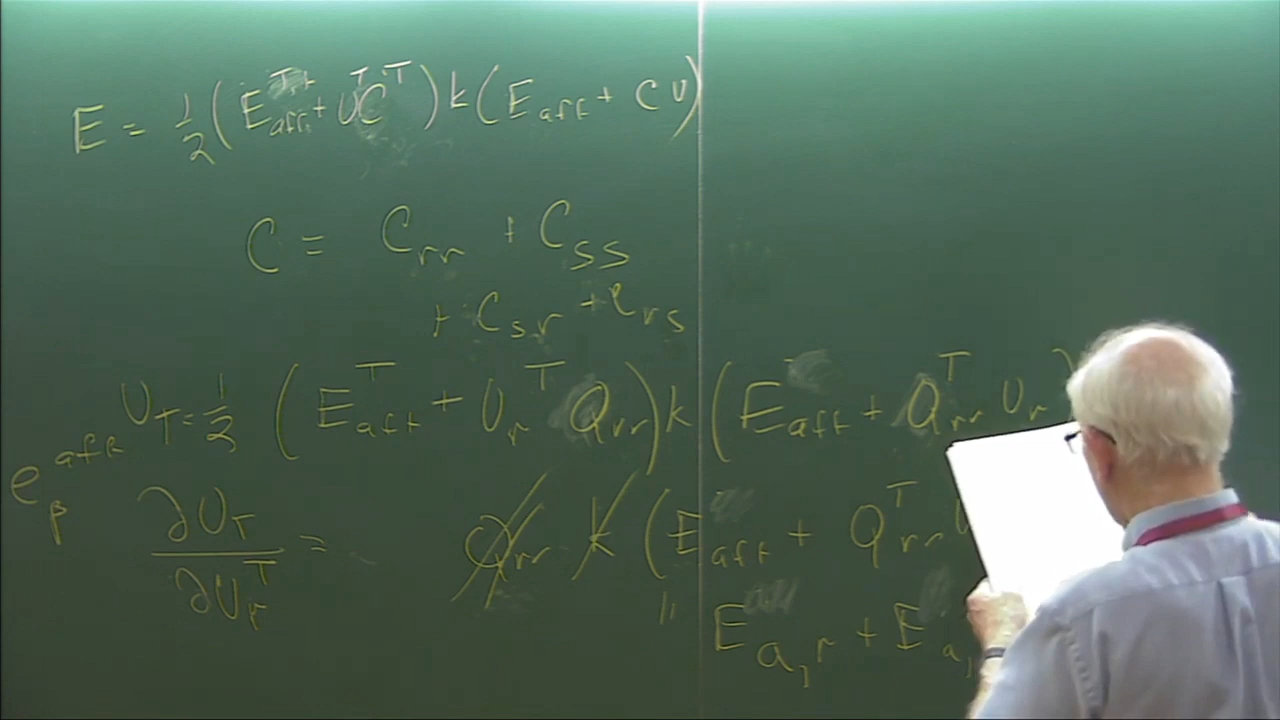 E = 1/2 ( E_aff^T + U^T C^T ) k ( E_aff + C U )
C = C_rr + C_ss
+ C_sr + C_rs
U_T = 1/2 ( E_aff^T + U_r^T Q_rr ) k ( E_aff + Q_rr^T U_r )
e_β^aff
∂U_T / ∂U_r^T = Q_rr k ( E_aff + Q_rr^T U
" E_a,r + E_a,